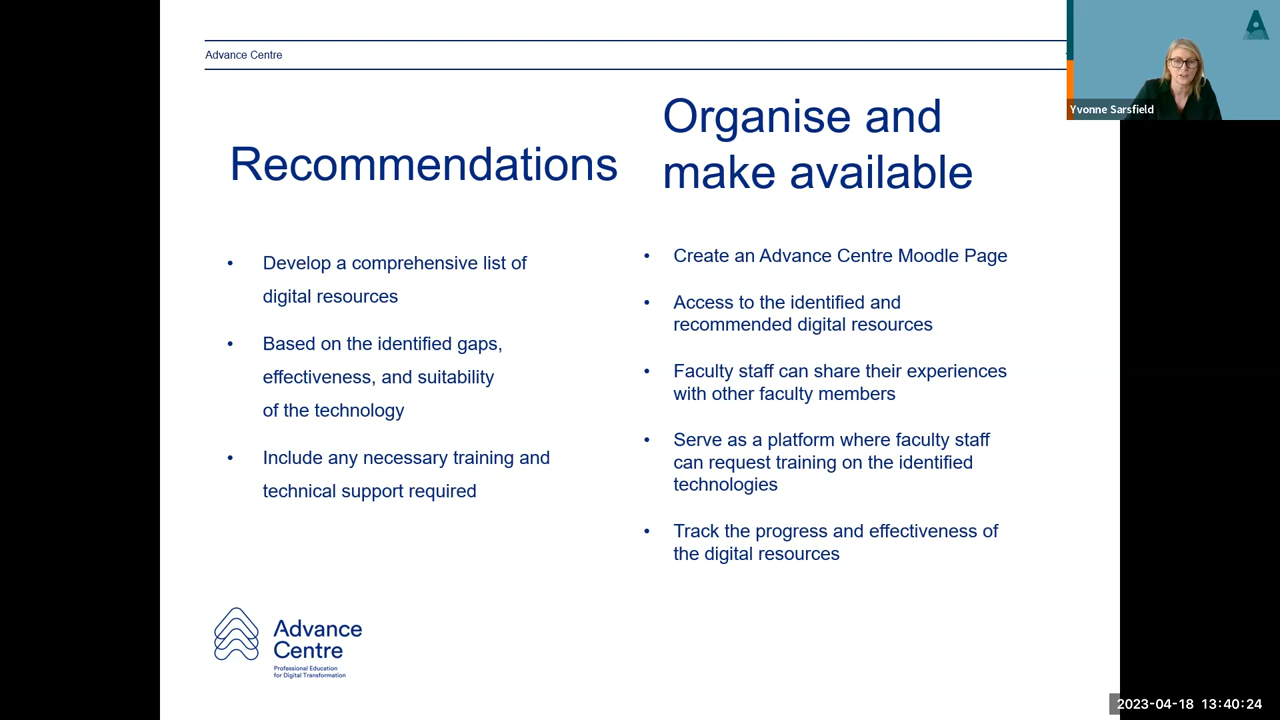 Advance Centre
Yvonne Sarsfield
Recommendations
• Develop a comprehensive list of
digital resources
• Based on the identified gaps,
effectiveness, and suitability
of the technology
• Include any necessary training and
technical support required
Organise and
make available
• Create an Advance Centre Moodle Page
• Access to the identified and
recommended digital resources
• Faculty staff can share their experiences
with other faculty members
• Serve as a platform where faculty staff
can request training on the identified
technologies
• Track the progress and effectiveness of
the digital resources
Advance
Centre
Professional Education
for Digital Transformation
2023-04-18 13:40:24